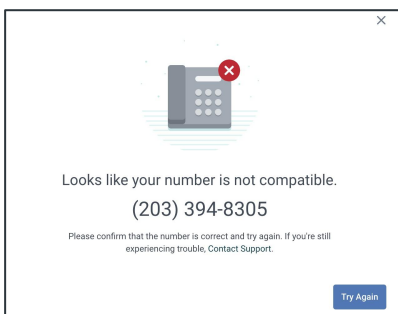 Looks like your number is not compatible.
(203) 394-8305
Please confirm that the number is correct and try again. If you're still
experiencing trouble, Contact Support.
Try Again